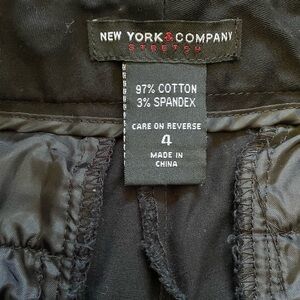 NEW YORK&COMPANY
STRETCH
97% COTTON
3% SPANDEX
CARE ON REVERSE
4
MADE IN
CHINA